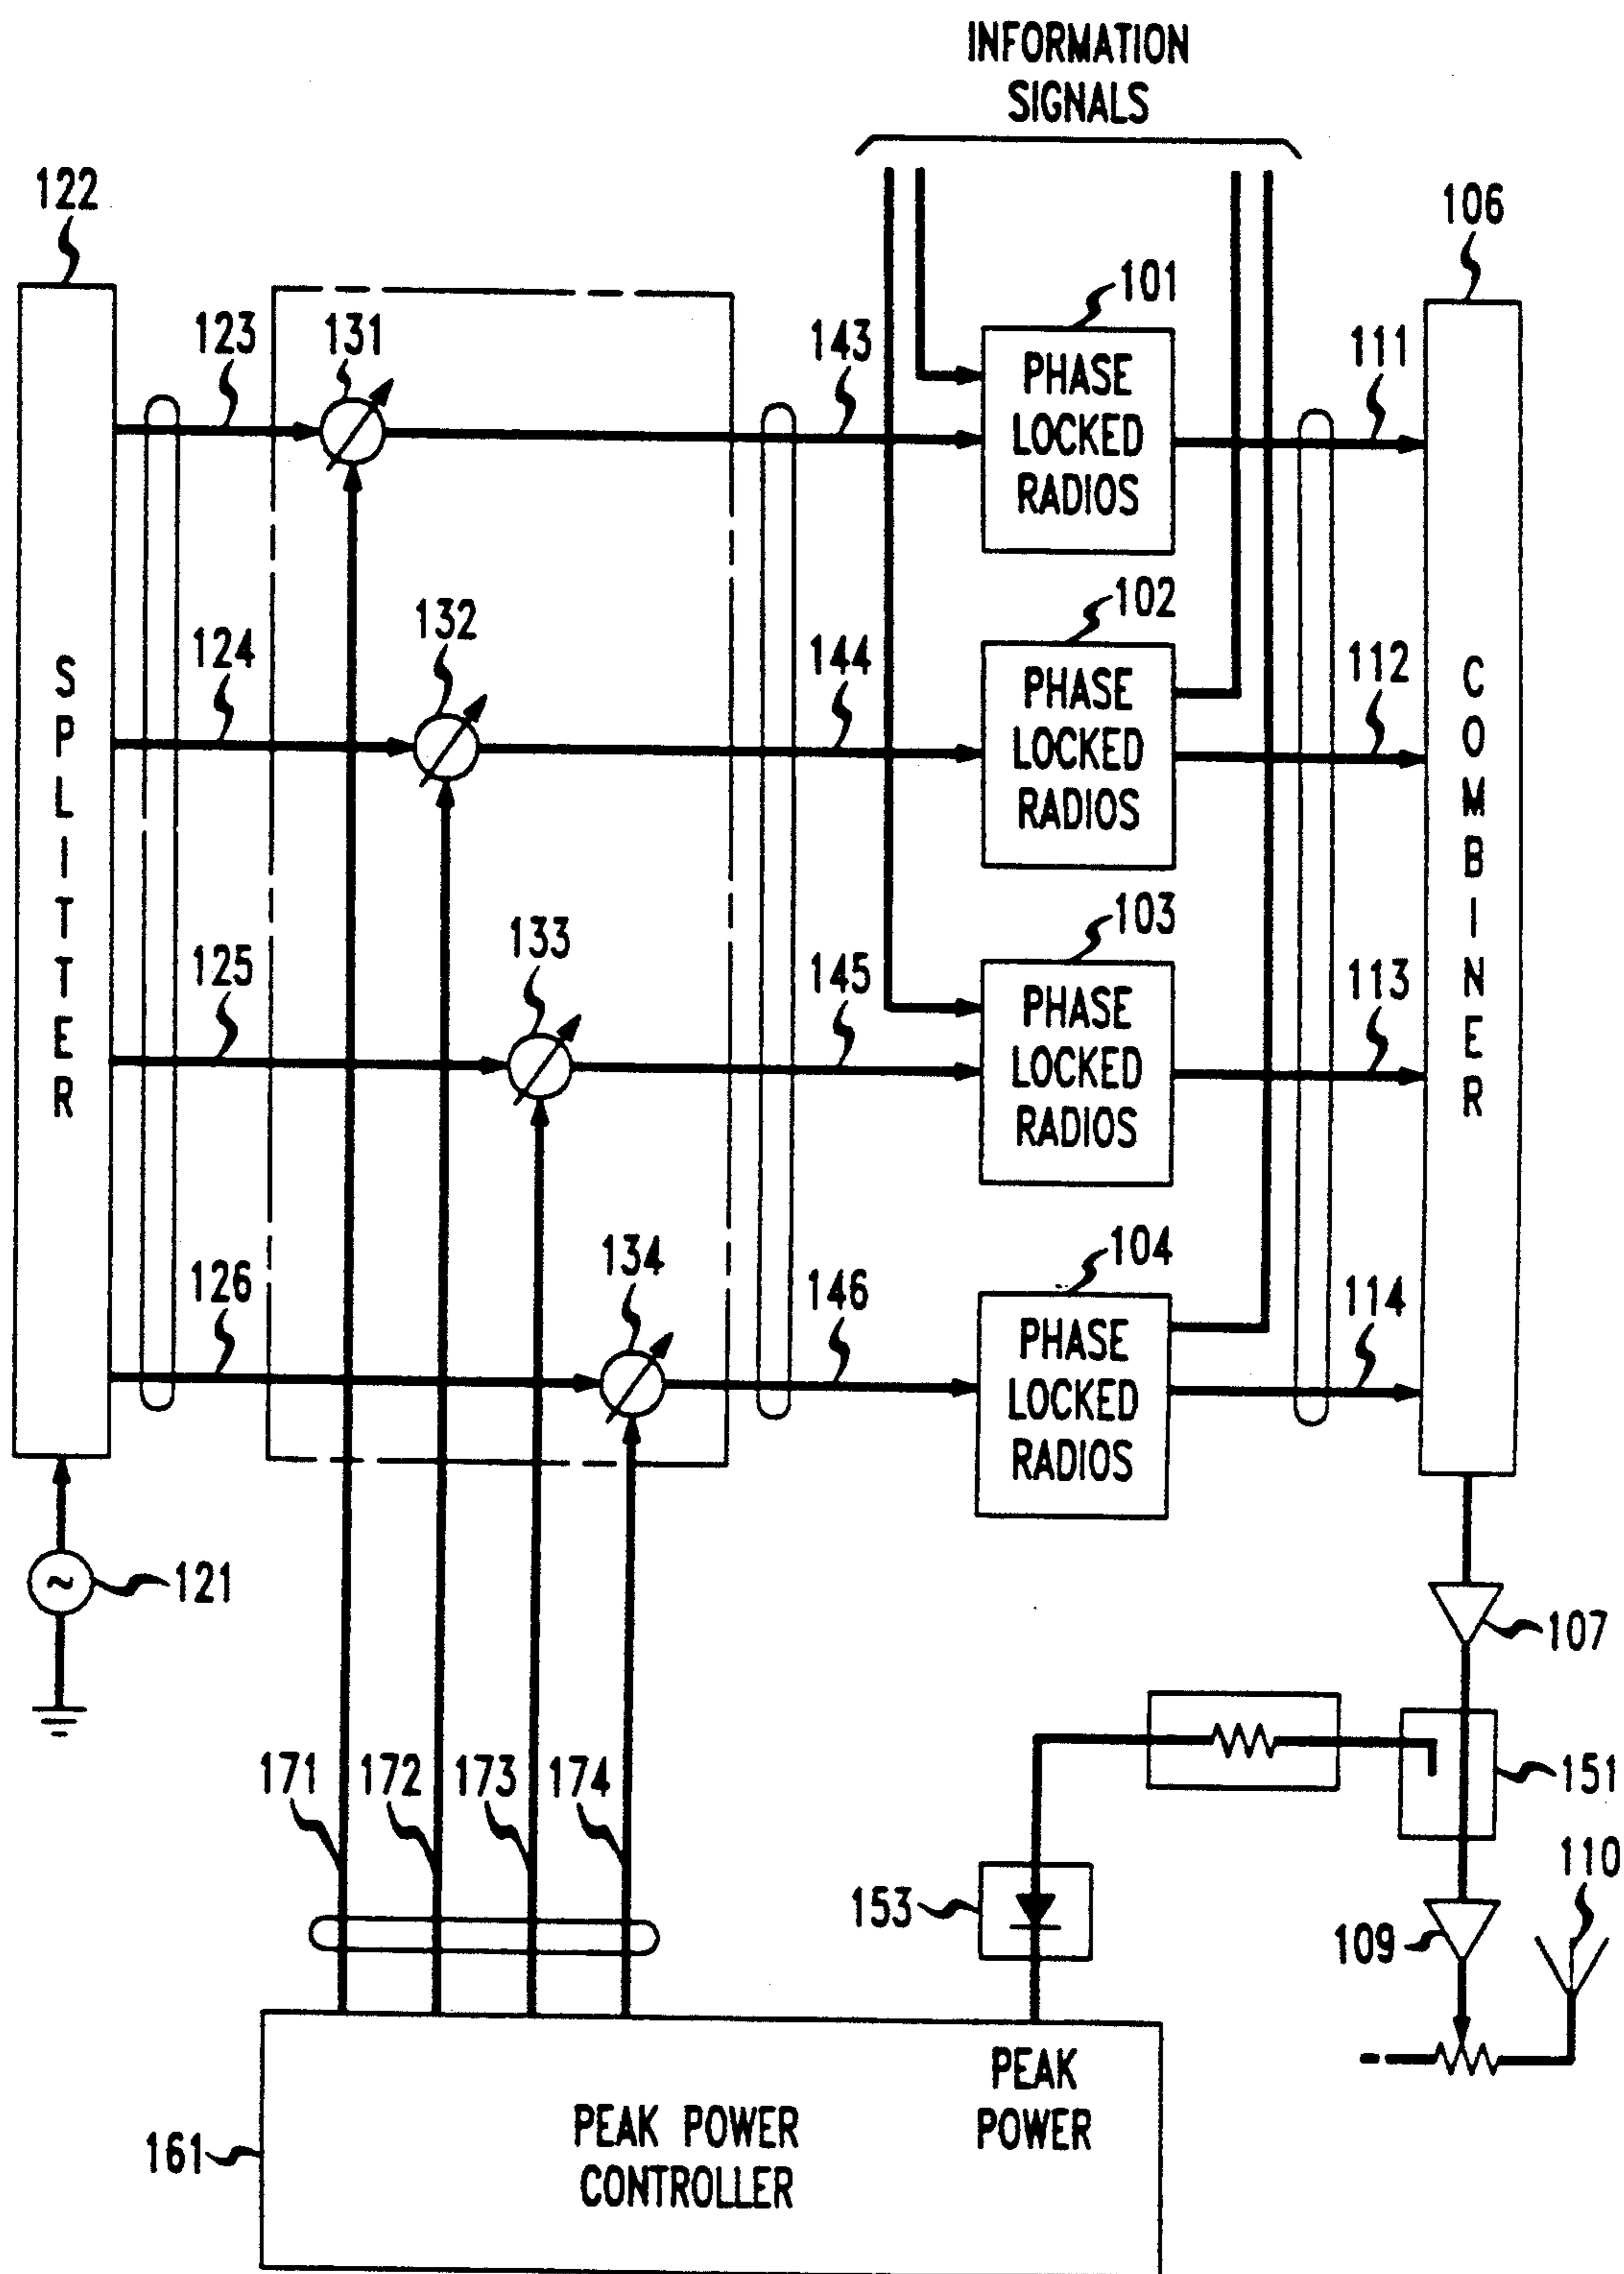 INFORMATION
SIGNALS
122
106
101
123
131
143
111
PHASE
LOCKED
RADIOS
102
132
124
144
112
PHASE
LOCKED
RADIOS
SPLITTER
COMBINER
103
133
125
145
113
PHASE
LOCKED
RADIOS
104
134
126
146
114
PHASE
LOCKED
RADIOS
~
121
107
171
172
173
174
151
110
153
109
PEAK
POWER
PEAK POWER
CONTROLLER
161